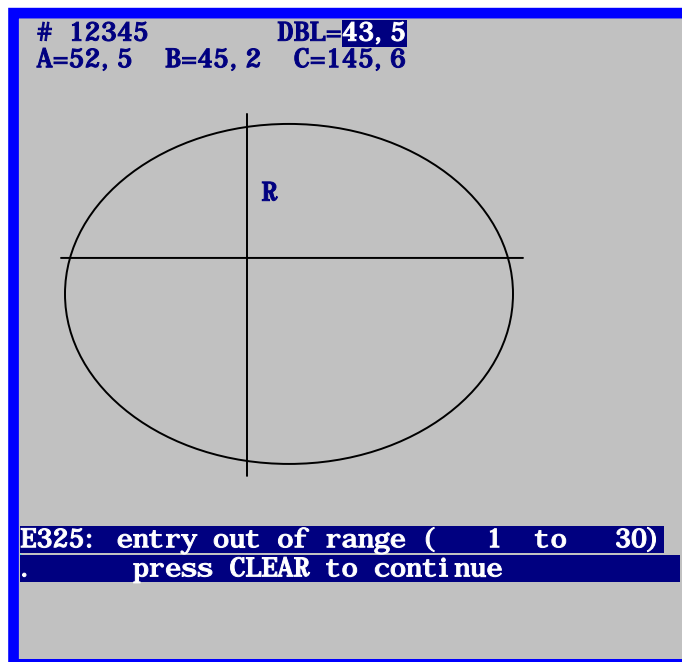 # 12345 DBL=43,5
A=52,5 B=45,2 C=145,6
R
E325: entry out of range ( 1 to 30)
. press CLEAR to continue